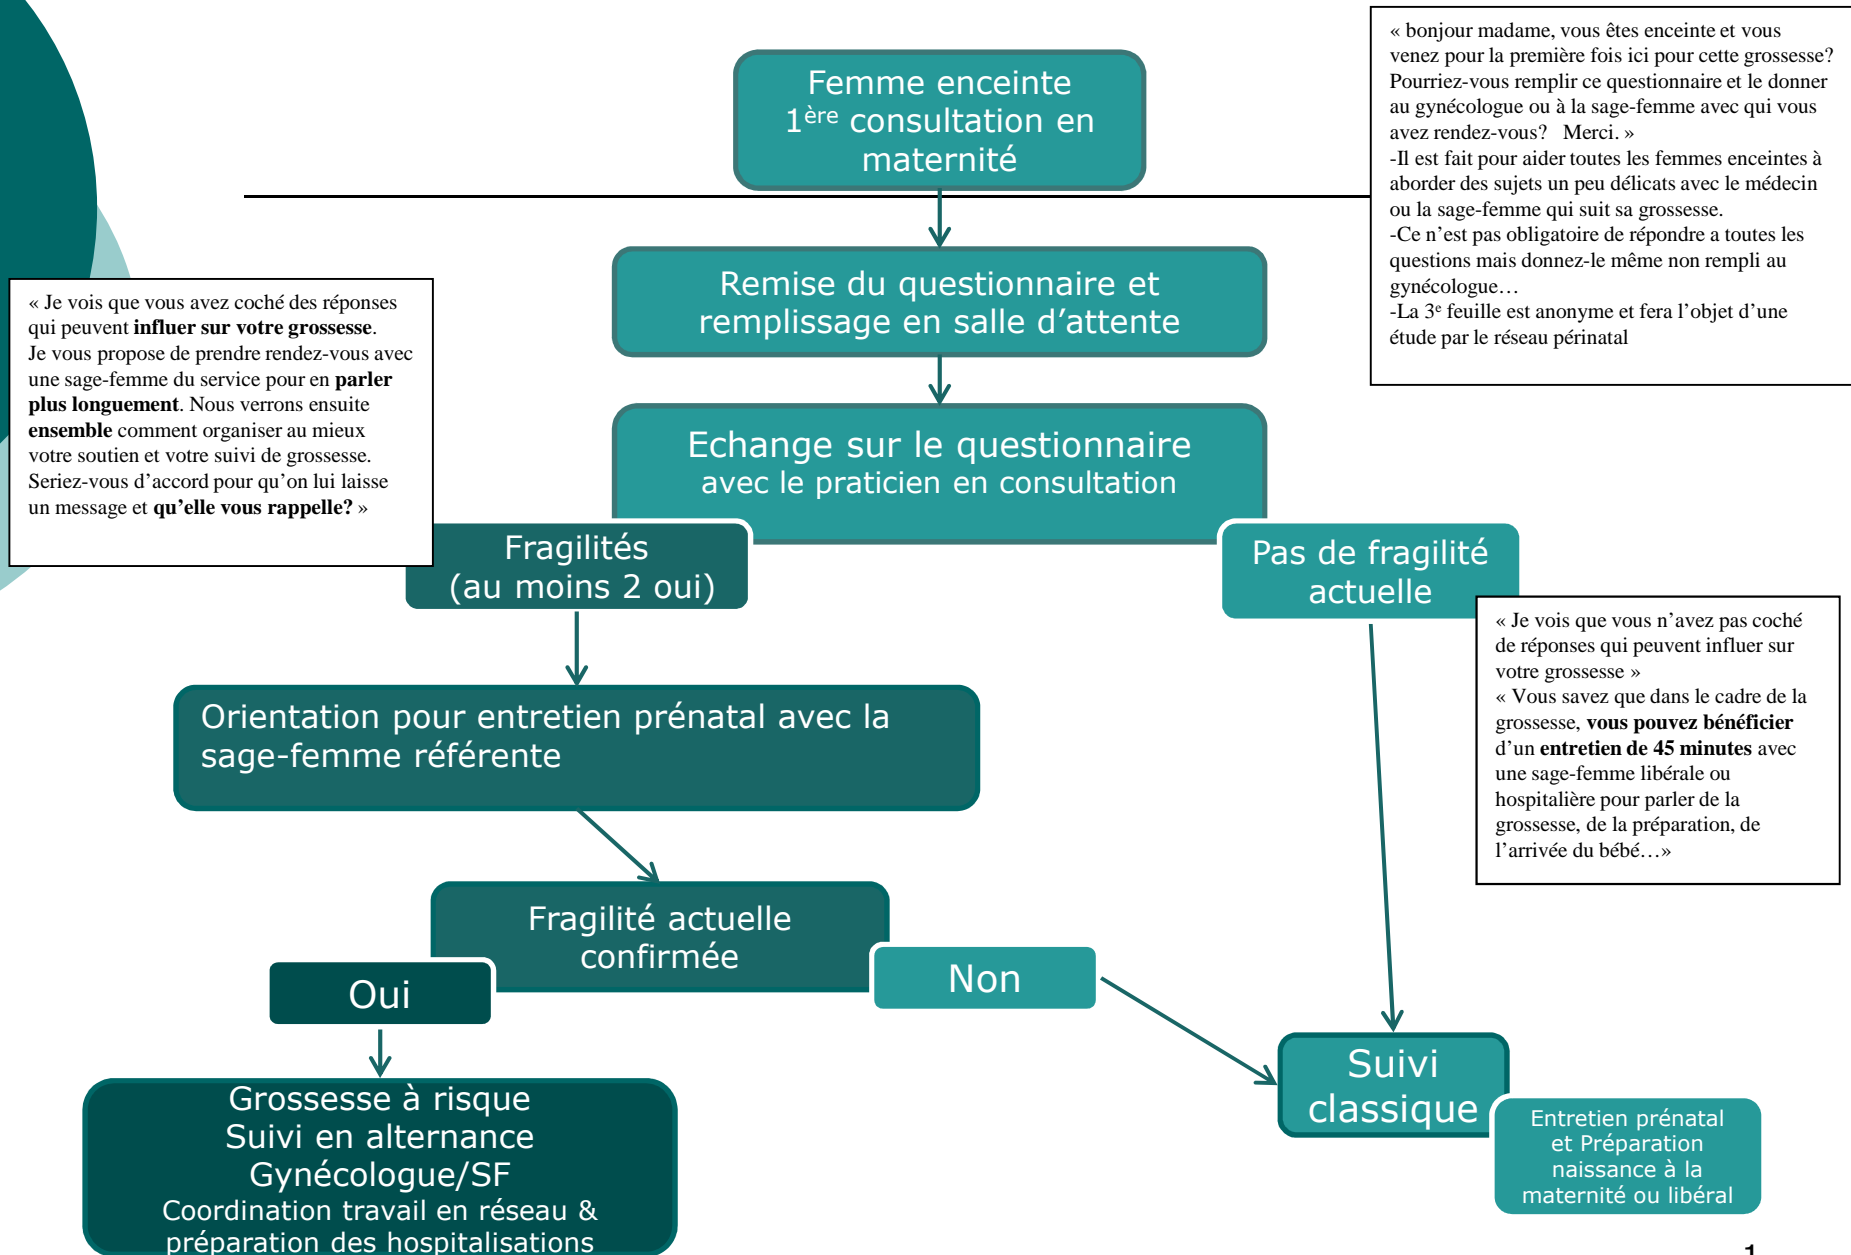 Femme enceinte
1ère consultation en
maternité
« bonjour madame, vous êtes enceinte et vous
venez pour la première fois ici pour cette grossesse?
Pourriez-vous remplir ce questionnaire et le donner
au gynécologue ou à la sage-femme avec qui vous
avez rendez-vous? Merci. »
-Il est fait pour aider toutes les femmes enceintes à
aborder des sujets un peu délicats avec le médecin
ou la sage-femme qui suit sa grossesse.
-Ce n’est pas obligatoire de répondre a toutes les
questions mais donnez-le même non rempli au
gynécologue…
-La 3e feuille est anonyme et fera l’objet d’une
étude par le réseau périnatal
Remise du questionnaire et
remplissage en salle d’attente
« Je vois que vous avez coché des réponses
qui peuvent influer sur votre grossesse.
Je vous propose de prendre rendez-vous avec
une sage-femme du service pour en parler
plus longuement. Nous verrons ensuite
ensemble comment organiser au mieux
votre soutien et votre suivi de grossesse.
Seriez-vous d’accord pour qu’on lui laisse
un message et qu’elle vous rappelle? »
Echange sur le questionnaire
avec le praticien en consultation
Fragilités
(au moins 2 oui)
Pas de fragilité
actuelle
« Je vois que vous n’avez pas coché
de réponses qui peuvent influer sur
votre grossesse »
« Vous savez que dans le cadre de la
grossesse, vous pouvez bénéficier
d’un entretien de 45 minutes avec
une sage-femme libérale ou
hospitalière pour parler de la
grossesse, de la préparation, de
l’arrivée du bébé…»
Orientation pour entretien prénatal avec la
sage-femme référente
Fragilité actuelle
confirmée
Oui
Non
Suivi
classique
Grossesse à risque
Suivi en alternance
Gynécologue/SF
Coordination travail en réseau &
préparation des hospitalisations
Entretien prénatal
et Préparation
naissance à la
maternité ou libéral
1